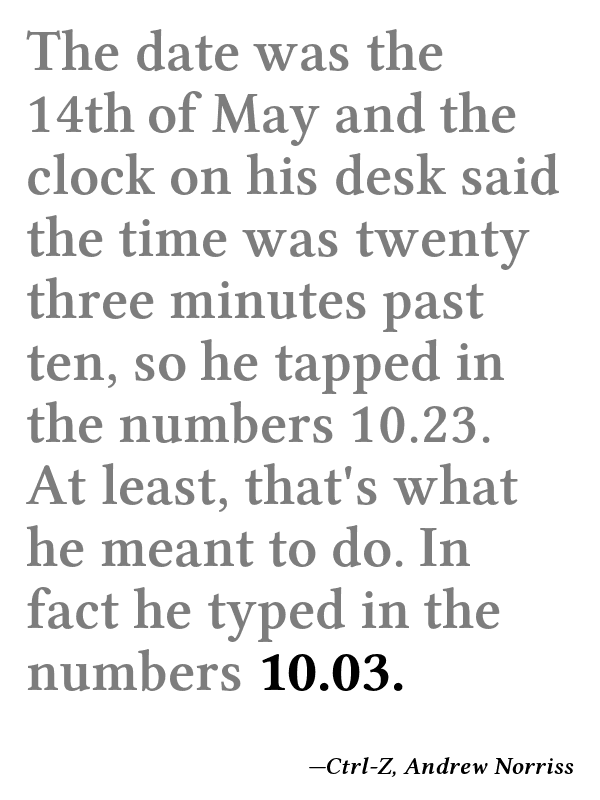 The date was the
14th of May and the
clock on his desk said
the time was twenty
three minutes past
ten, so he tapped in
the numbers 10.23.
At least, that's what
he meant to do. In
fact he typed in the
numbers 10.03.
—Ctrl-Z, Andrew Norriss